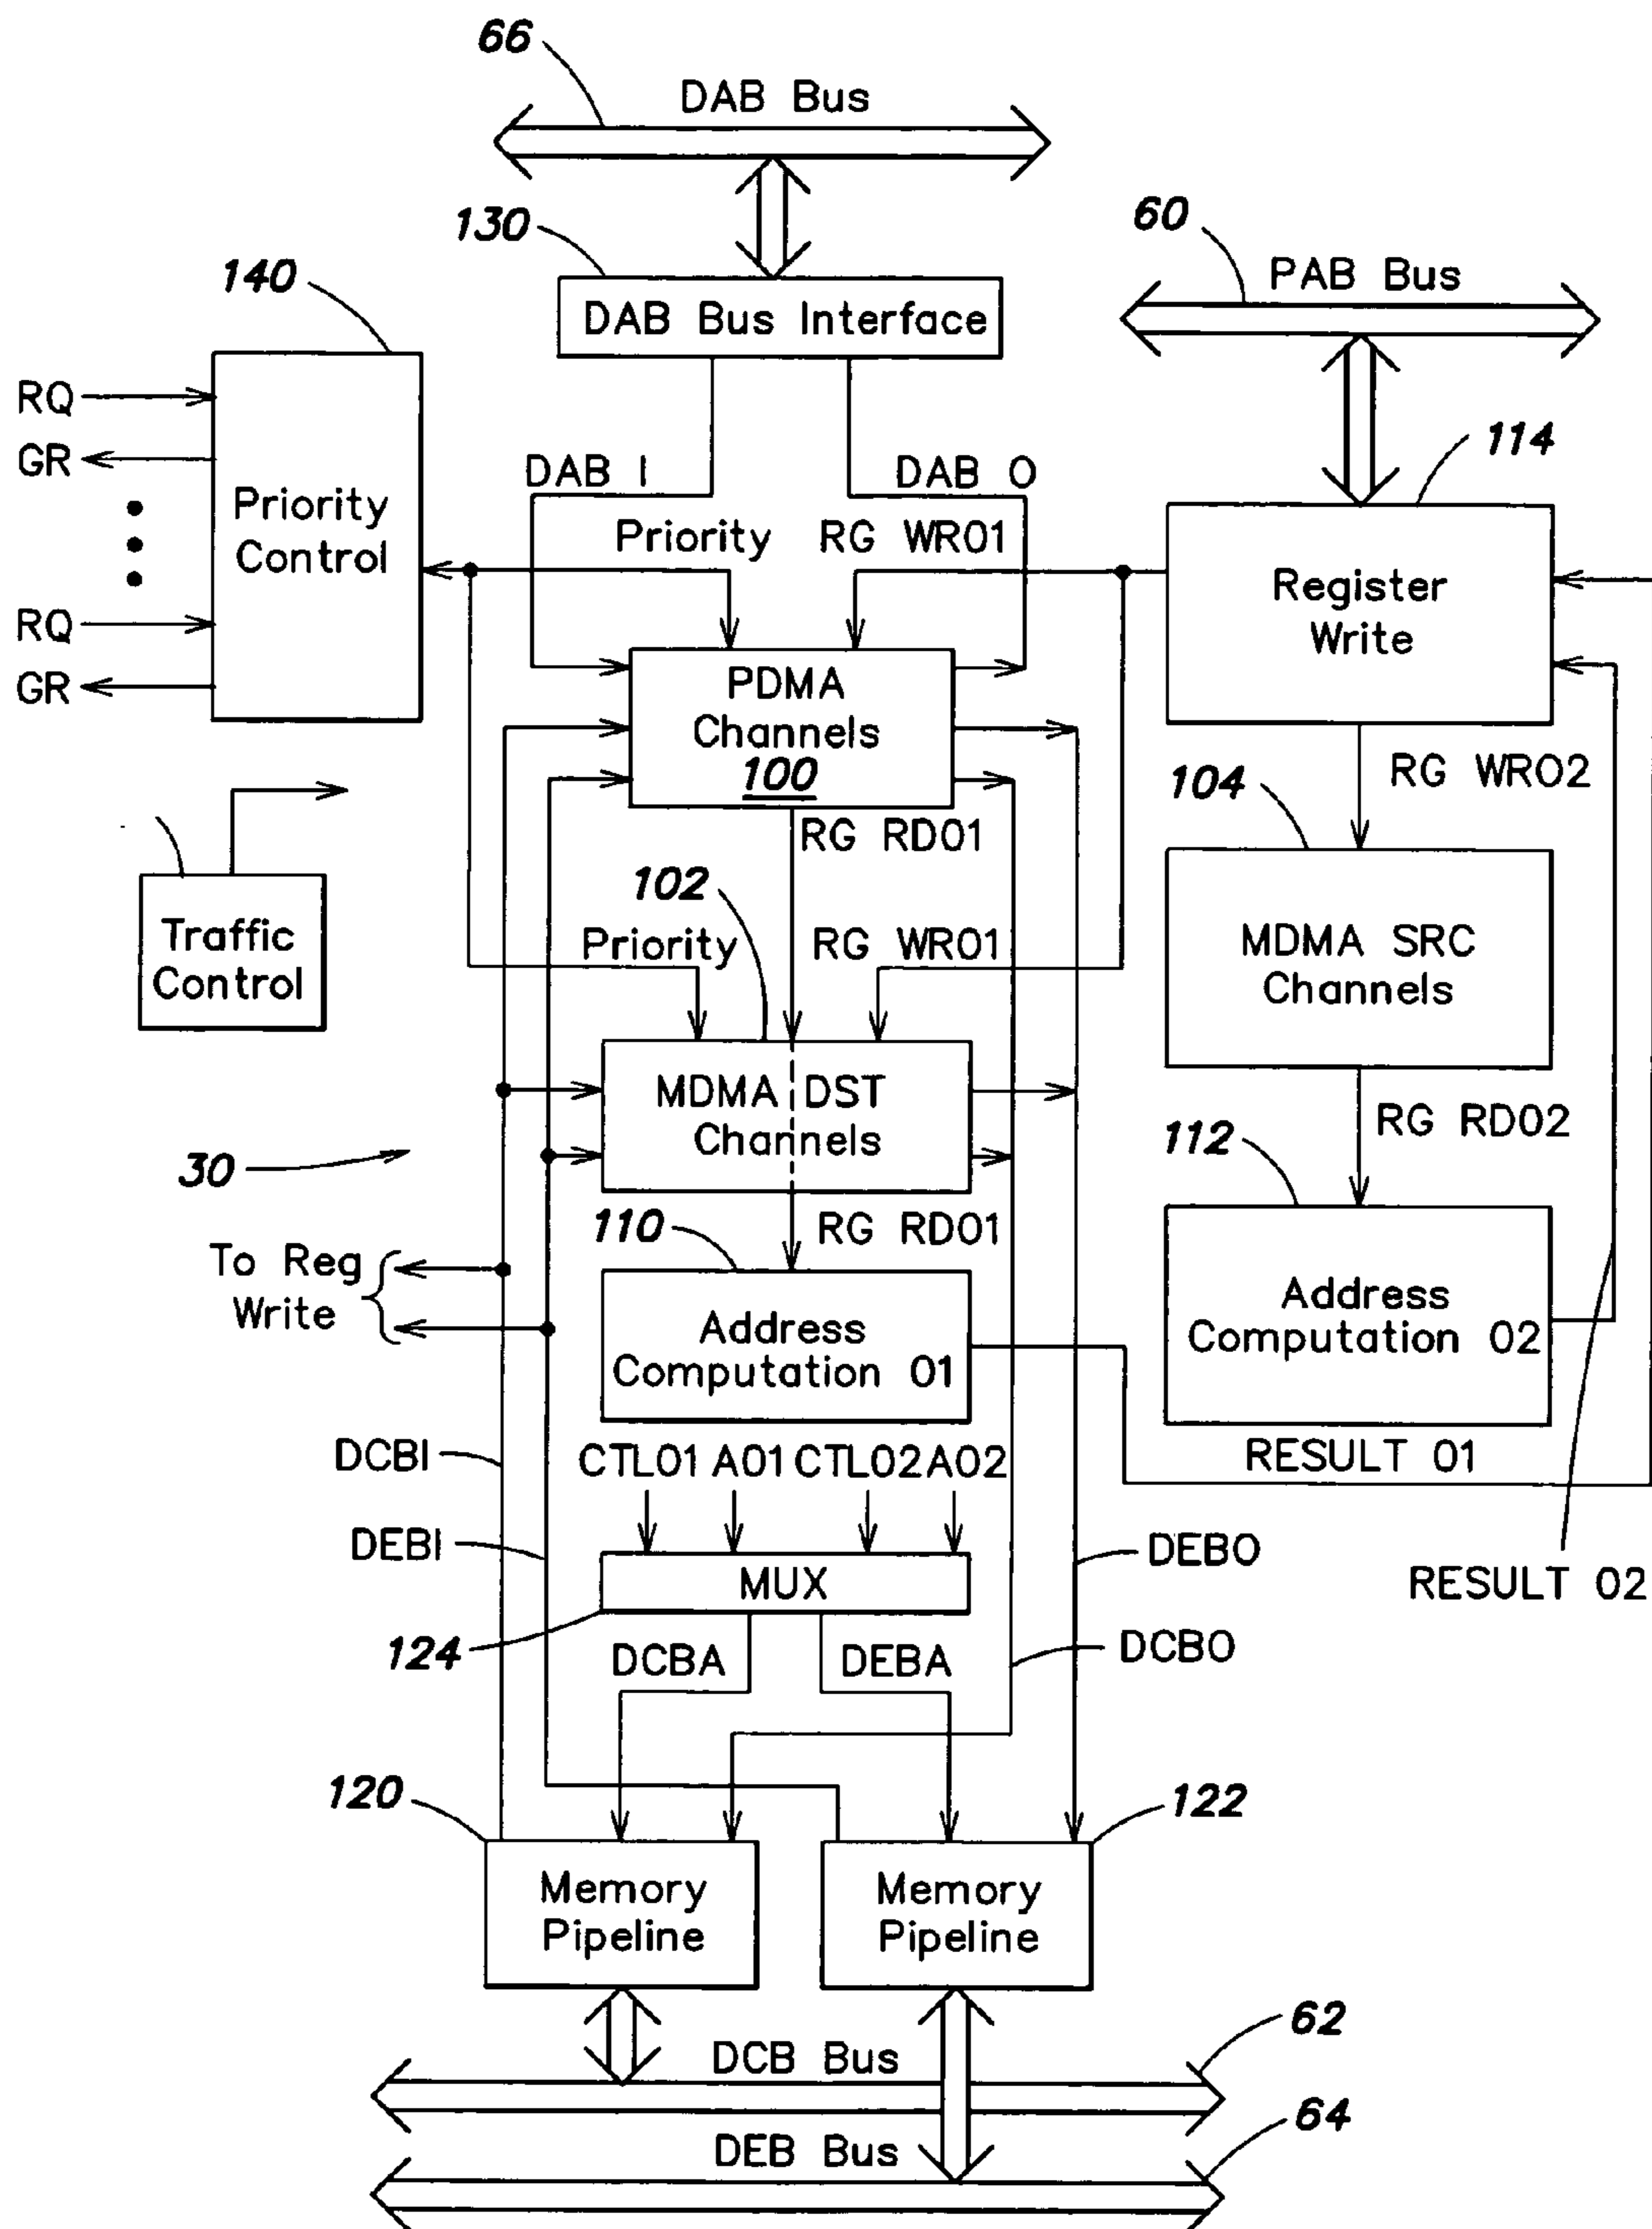 66
DAB Bus
130
60
PAB Bus
140
DAB Bus Interface
RQ
GR
114
DAB I
DAB O
Priority
Control
Priority
RG WR01
Register
Write
RQ
GR
PDMA
Channels
100
104
RG WR02
RG RD01
102
Traffic
Control
Priority
RG WR01
MDMA SRC
Channels
MDMA DST
Channels
RG RD02
112
30
110
RG RD01
To Reg
Write
Address
Computation 01
Address
Computation 02
DCBI
CTL01 A01 CTL02 A02
RESULT 01
DEBI
MUX
DEBO
RESULT 02
124
DCBA
DEBA
DCBO
120
122
Memory
Pipeline
Memory
Pipeline
62
DCB Bus
64
DEB Bus